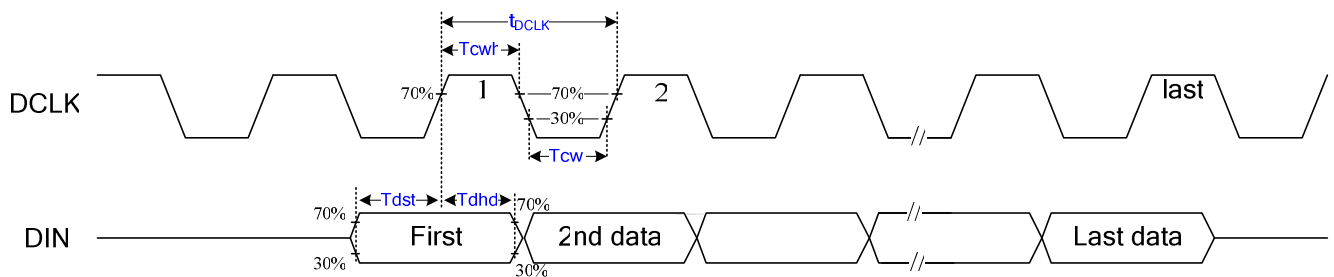 tDCLK
Tcwh
DCLK 70% 1 70% 2 last
30%
Tcw
Tdst Tdhd
70% 70%
DIN First 2nd data Last data
30% 30%